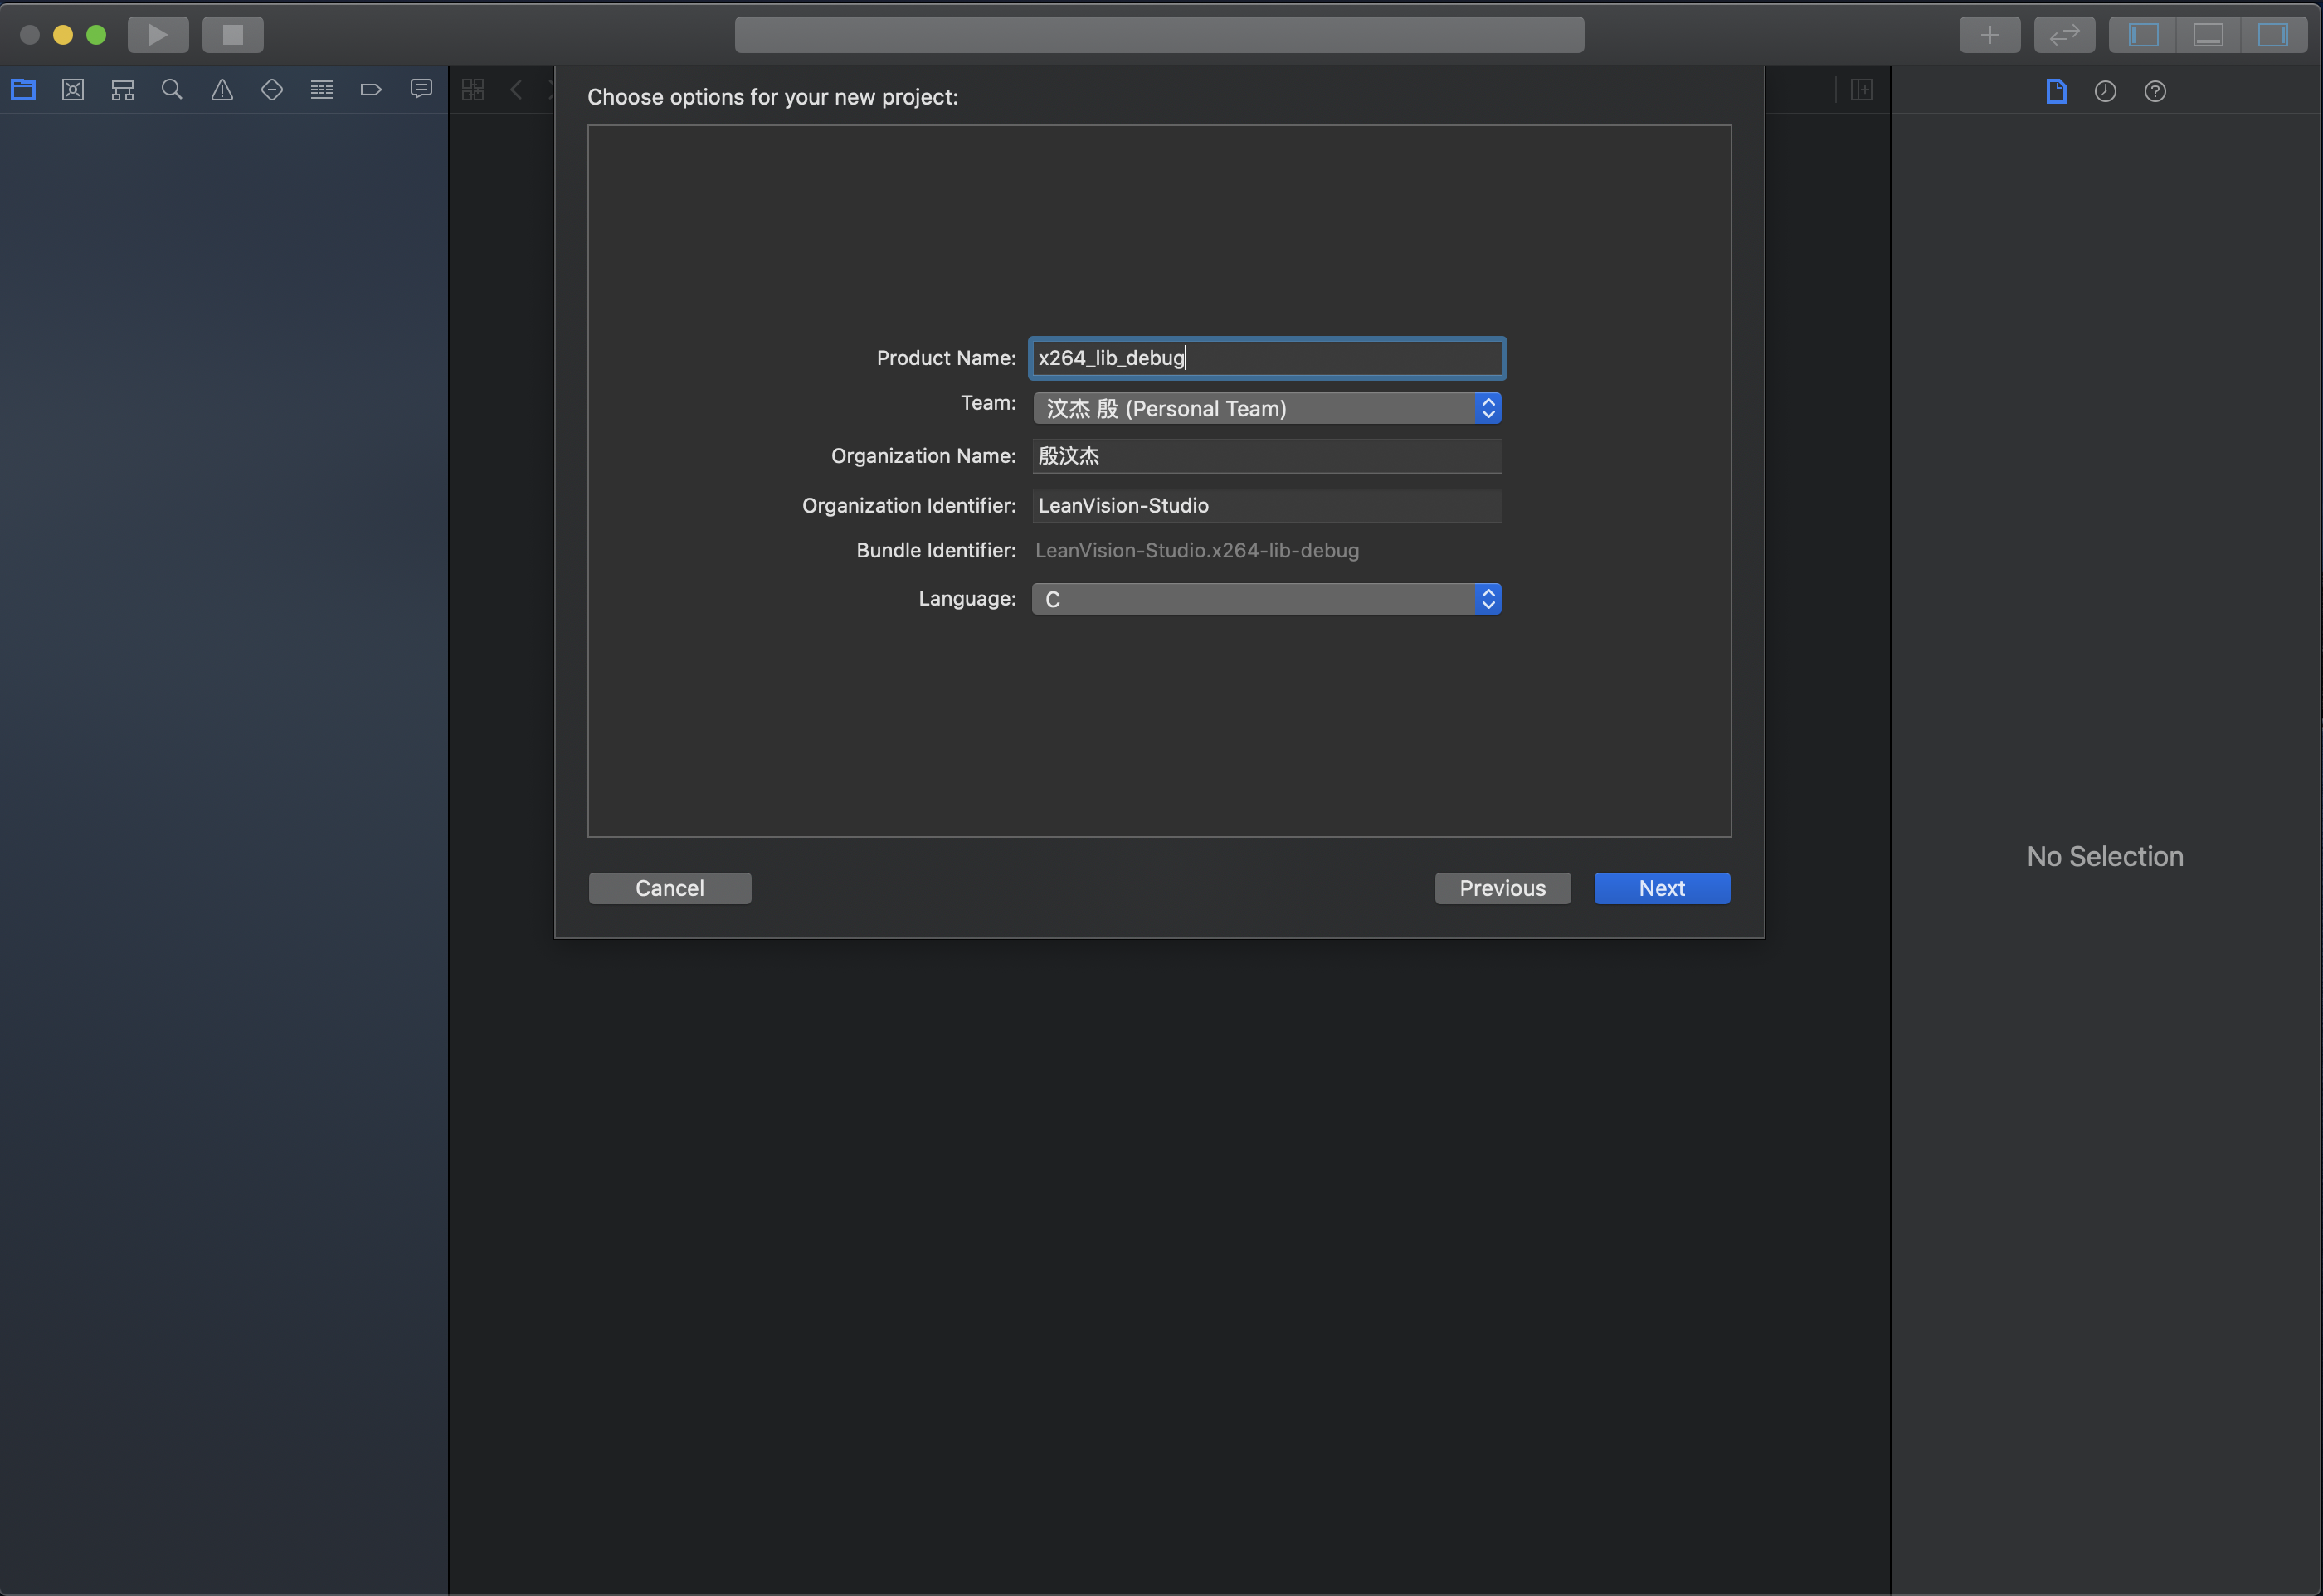 Choose options for your new project:
Product Name: x264_lib_debug
Team: 汶杰 殷 (Personal Team)
Organization Name: 殷汶杰
Organization Identifier: LeanVision-Studio
Bundle Identifier: LeanVision-Studio.x264-lib-debug
Language: C
No Selection
Cancel Previous Next